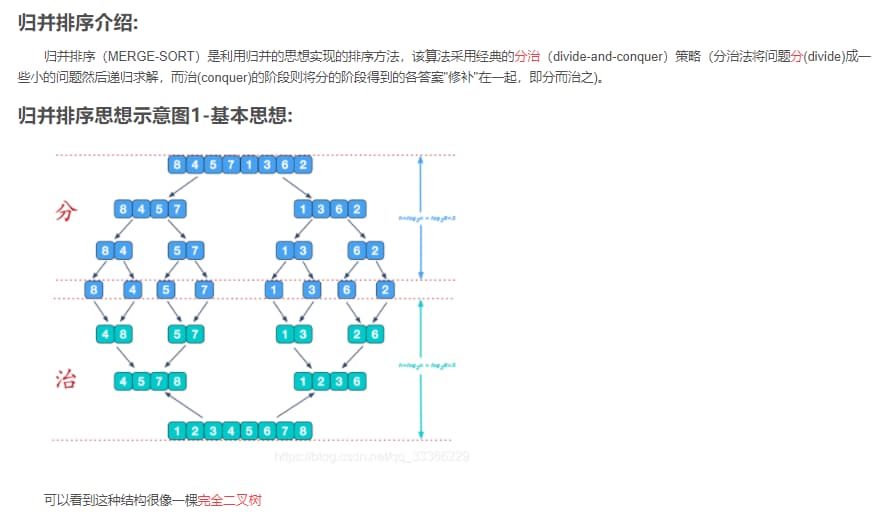 归并排序介绍:
归并排序（MERGE-SORT）是利用归并的思想实现的排序方法，该算法采用经典的分治（divide-and-conquer）策略（分治法将问题分(divide)成一
些小的问题然后递归求解，而治(conquer)的阶段则将分的阶段得到的各答案"修补"在一起，即分而治之)。
归并排序思想示意图1-基本思想:
8 4 5 7 1 3 6 2
分
8 4 5 7 1 3 6 2
8 4 5 7 1 3 6 2
8 4 5 7 1 3 6 2
4 8 5 7 1 3 2 6
治
4 5 7 8 1 2 3 6
1 2 3 4 5 6 7 8
https://blog.csdn.net/qq_33366229
可以看到这种结构很像一棵完全二叉树